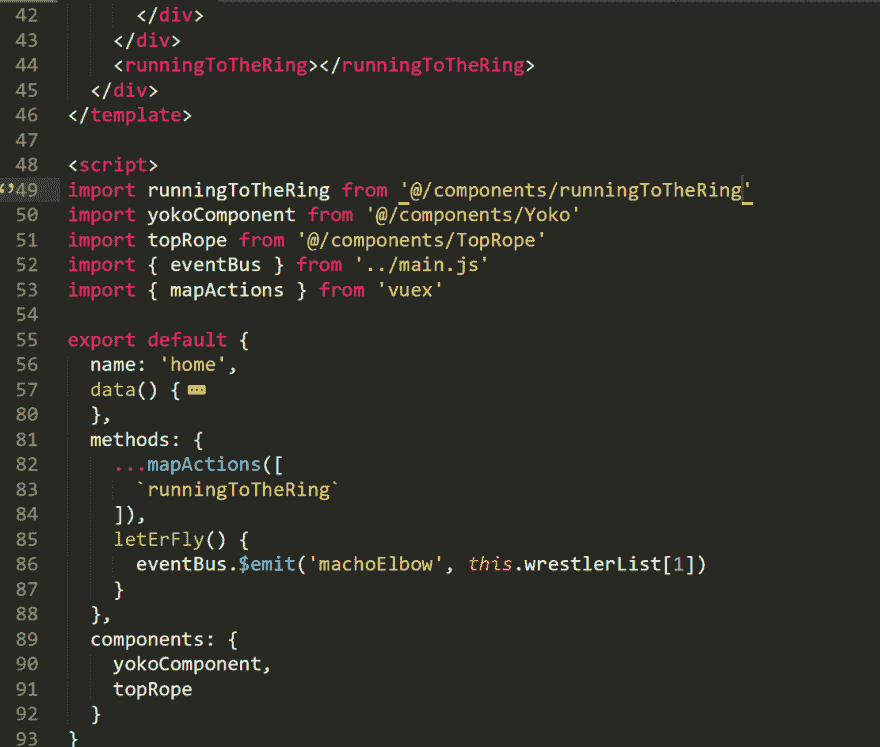 42       </div>
43     </div>
44     <runningToTheRing></runningToTheRing>
45   </div>
46 </template>
47
48 <script>
49 import runningToTheRing from '@/components/runningToTheRing'
50 import yokoComponent from '@/components/Yoko'
51 import topRope from '@/components/TopRope'
52 import { eventBus } from '../main.js'
53 import { mapActions } from 'vuex'
54
55 export default {
56   name: 'home',
57   data() { ...
80   },
81   methods: {
82     ...mapActions([
83       `runningToTheRing`
84     ]),
85     letErFly() {
86       eventBus.$emit('machoElbow', this.wrestlerList[1])
87     }
88   },
89   components: {
90     yokoComponent,
91     topRope
92   }
93 }